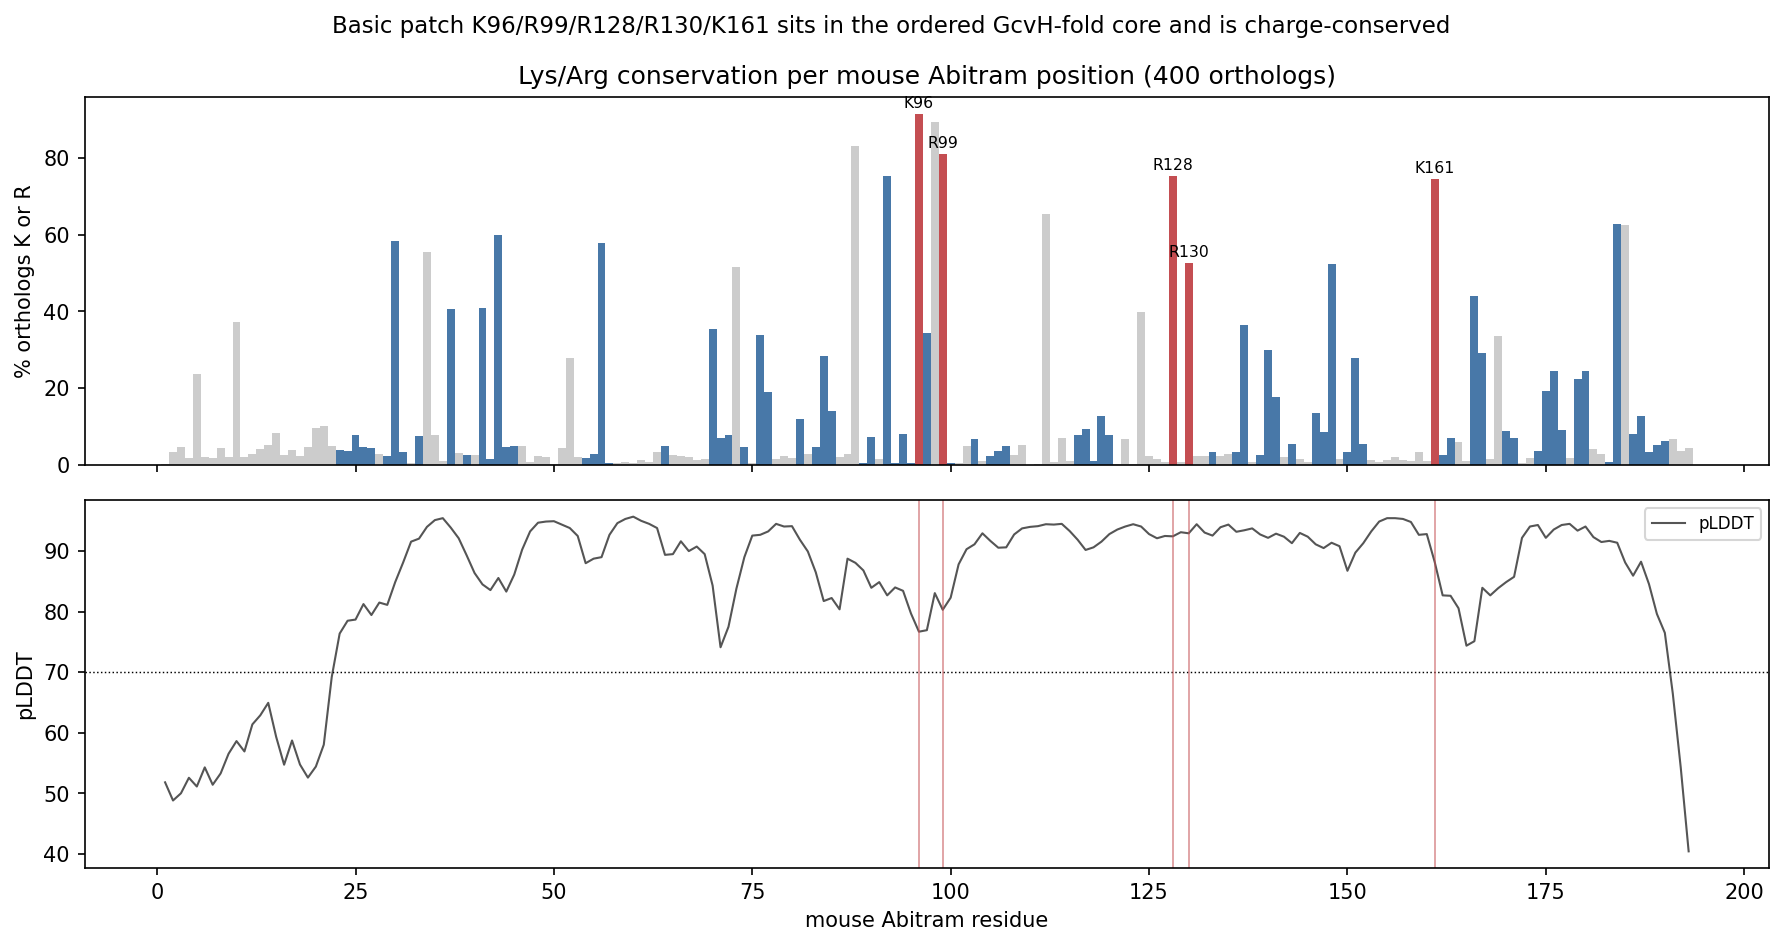 Basic patch K96/R99/R128/R130/K161 sits in the ordered GcvH-fold core and is charge-conserved
Lys/Arg conservation per mouse Abitram position (400 orthologs)
% orthologs K or R
80
60
40
20
0
K96
R99
R128
R130
K161
pLDDT
90
80
70
60
50
40
pLDDT
0
25
50
75
100
125
150
175
200
mouse Abitram residue